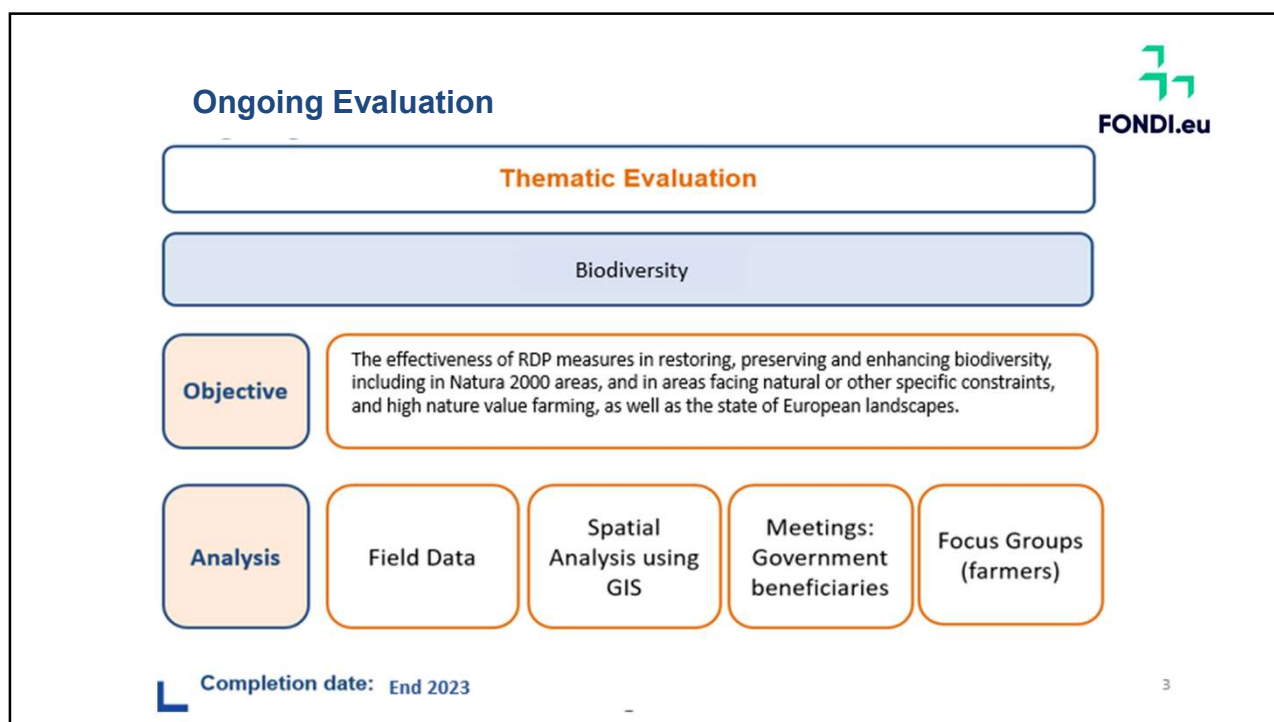 Ongoing Evaluation
FONDI.eu
Thematic Evaluation
Biodiversity
Objective
The effectiveness of RDP measures in restoring, preserving and enhancing biodiversity,
including in Natura 2000 areas, and in areas facing natural or other specific constraints,
and high nature value farming, as well as the state of European landscapes.
Analysis
Field Data
Spatial
Analysis using
GIS
Meetings:
Government
beneficiaries
Focus Groups
(farmers)
Completion date: End 2023
3